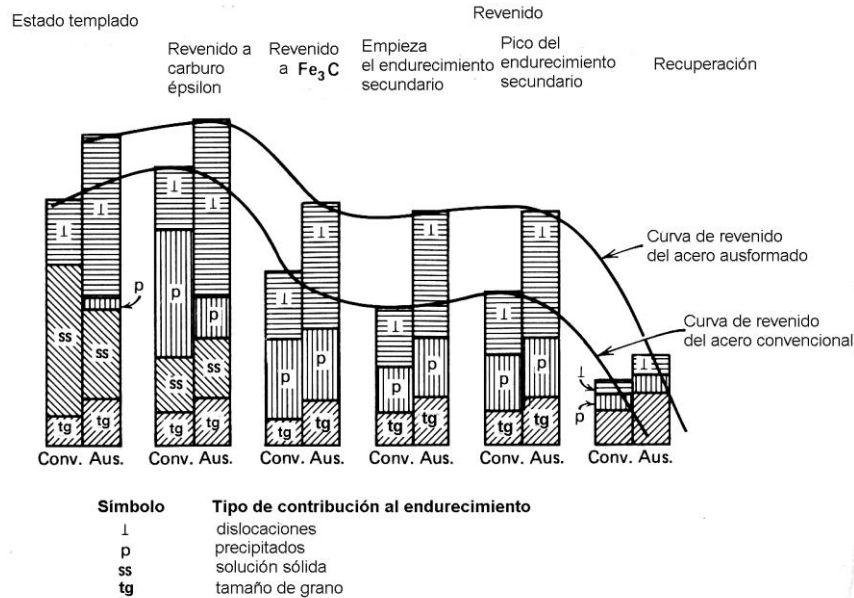 Revenido
Estado templado
Revenido a
carburo
épsilon
Revenido
a Fe₃C
Empieza
el endurecimiento
secundario
Pico del
endurecimiento
secundario
Recuperación
⊥
⊥
p
ss
ss
tg
tg
Conv. Aus.
⊥
⊥
p
p
ss
ss
tg
tg
Conv. Aus.
⊥
⊥
p
p
tg
tg
Conv. Aus.
⊥
⊥
p
p
tg
tg
Conv. Aus.
⊥
⊥
p
p
tg
tg
Conv. Aus.
⊥
⊥
p
Conv. Aus.
Curva de revenido
del acero ausformado
Curva de revenido
del acero convencional
Símbolo Tipo de contribución al endurecimiento
⊥ dislocaciones
p precipitados
ss solución sólida
tg tamaño de grano